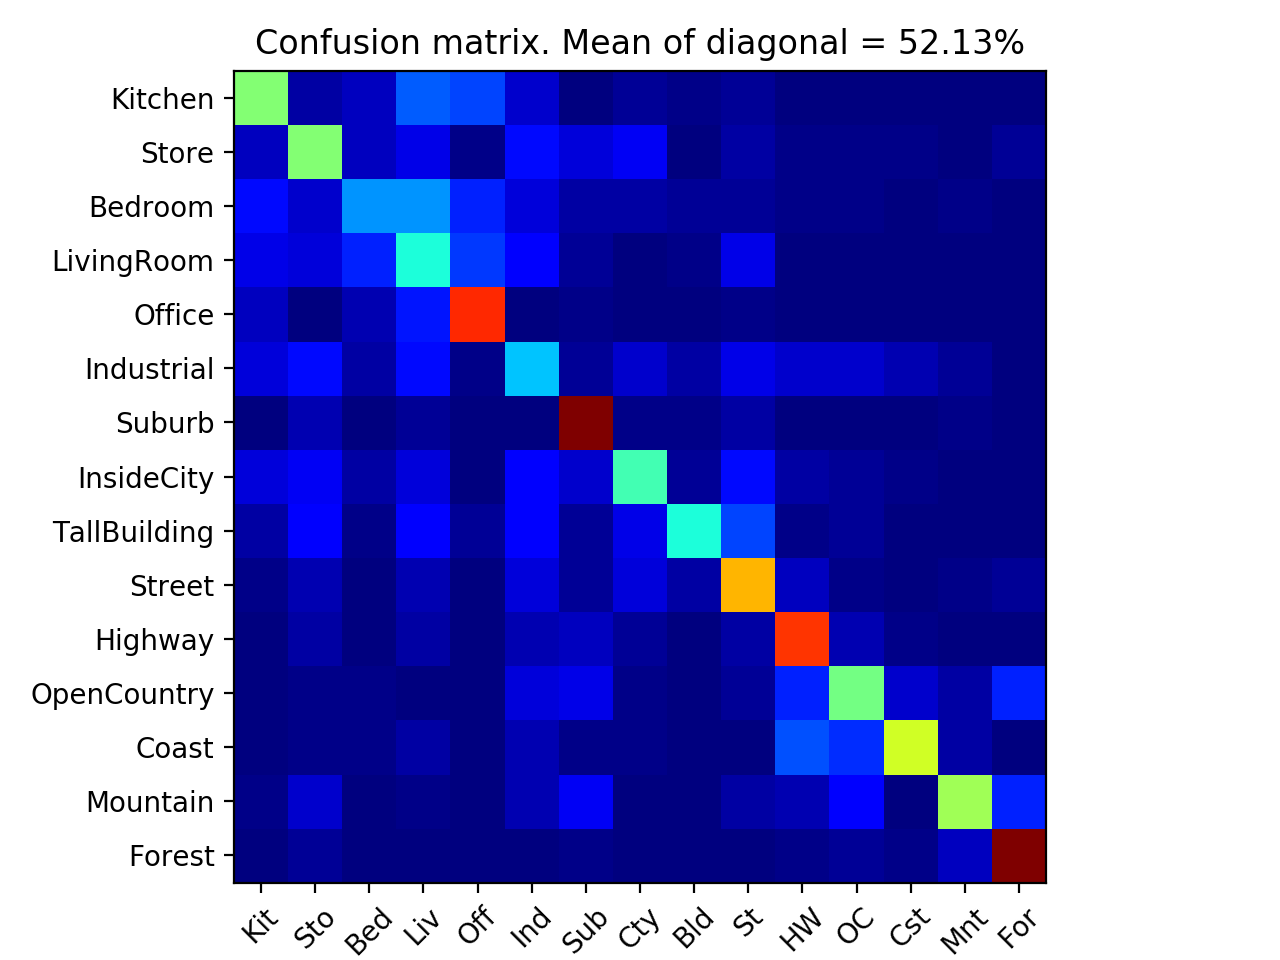 Confusion matrix. Mean of diagonal = 52.13%
Kitchen
Store
Bedroom
LivingRoom
Office
Industrial
Suburb
InsideCity
TallBuilding
Street
Highway
OpenCountry
Coast
Mountain
Forest
Kit Sto Bed Liv Off Ind Sub Cty Bld St HW OC Cst Mnt For